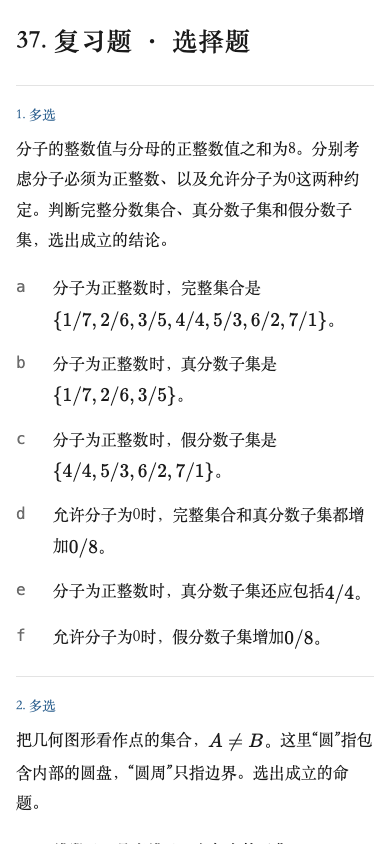 37. 复习题 · 选择题
1. 多选
分子的整数值与分母的正整数值之和为8。分别考
虑分子必须为正整数、以及允许分子为0这两种约
定。判断完整分数集合、真分数子集和假分数子
集，选出成立的结论。
a 分子为正整数时，完整集合是
{1/7, 2/6, 3/5, 4/4, 5/3, 6/2, 7/1}。
b 分子为正整数时，真分数子集是
{1/7, 2/6, 3/5}。
c 分子为正整数时，假分数子集是
{4/4, 5/3, 6/2, 7/1}。
d 允许分子为0时，完整集合和真分数子集都增
加0/8。
e 分子为正整数时，真分数子集还应包括4/4。
f 允许分子为0时，假分数子集增加0/8。
2. 多选
把几何图形看作点的集合，A ≠ B。这里“圆”指包
含内部的圆盘，“圆周”只指边界。选出成立的命
题。